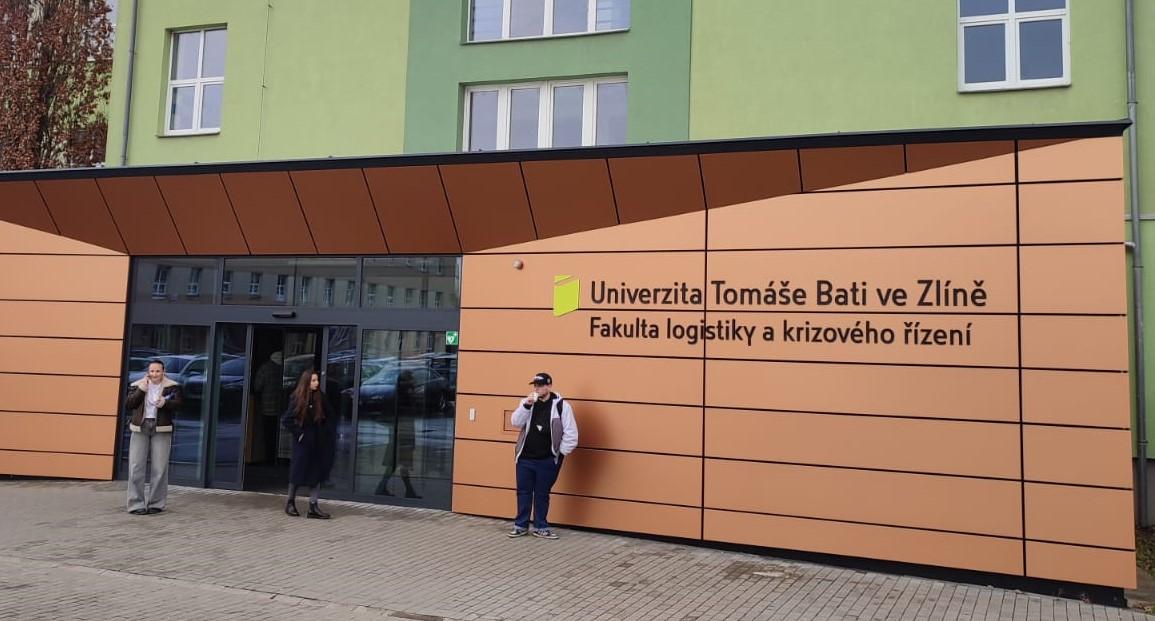 Univerzita Tomáše Bati ve Zlíně
Fakulta logistiky a krizového řízení